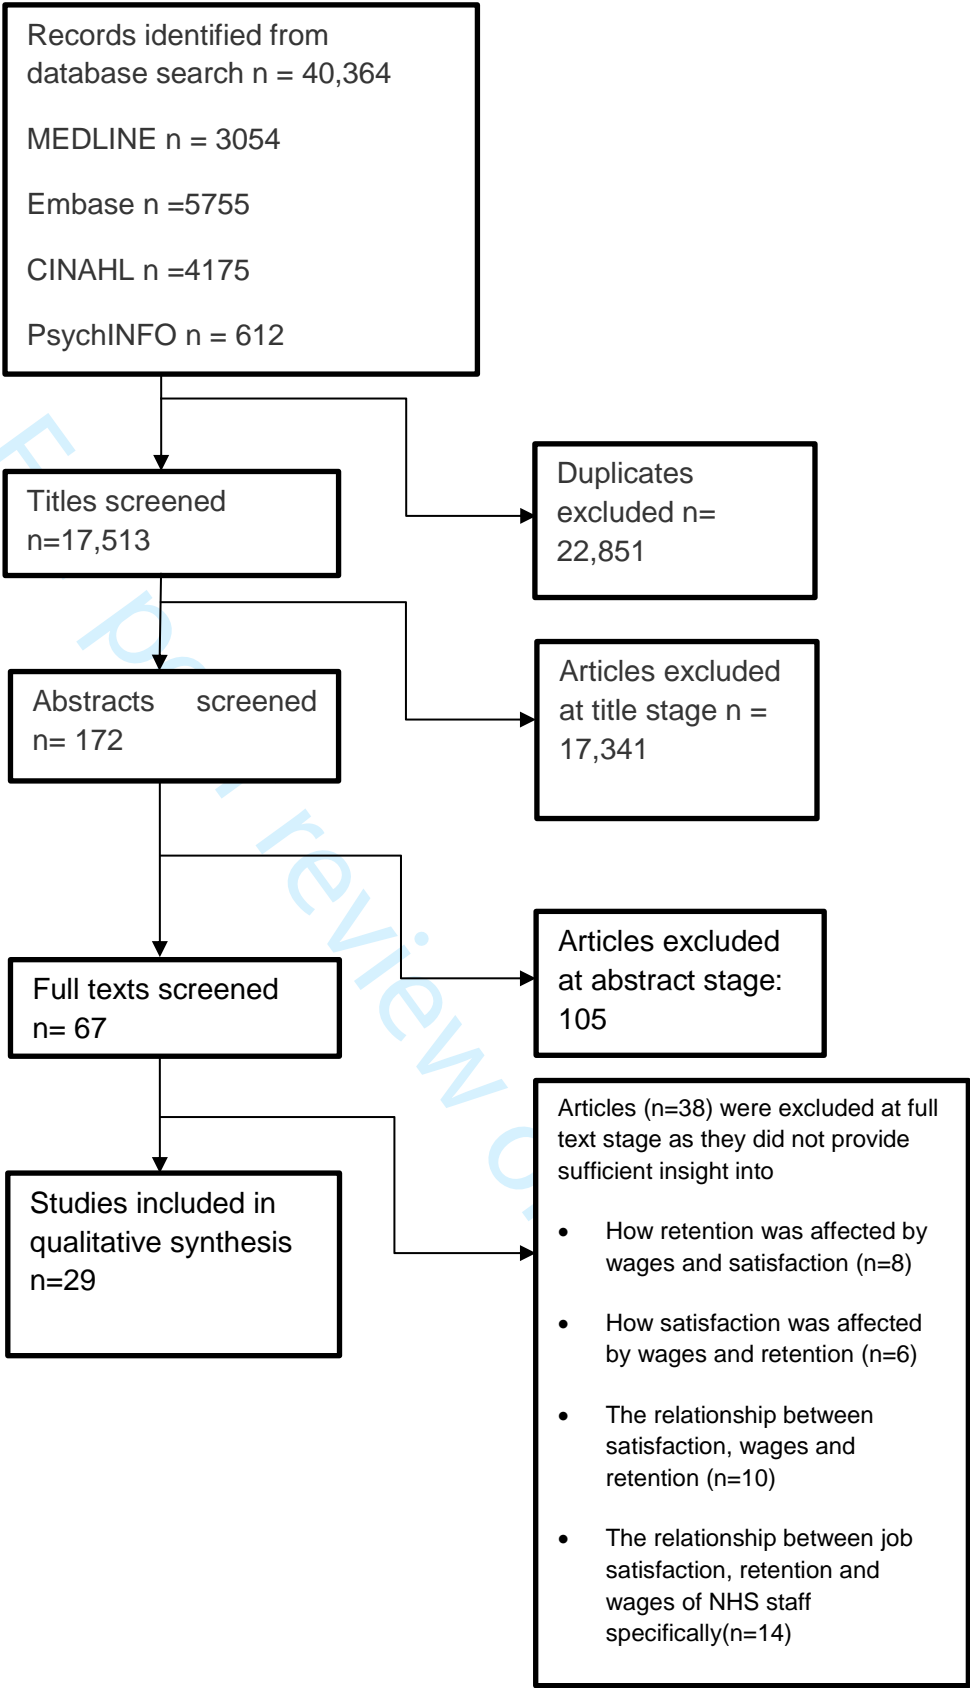 Records identified from
database search n = 40,364
MEDLINE n = 3054
Embase n =5755
CINAHL n =4175
PsychINFO n = 612
Titles screened
n=17,513
Duplicates
excluded n=
22,851
Abstracts screened
n= 172
Articles excluded
at title stage n =
17,341
Full texts screened
n= 67
Articles excluded
at abstract stage:
105
Studies included in
qualitative synthesis
n=29
Articles (n=38) were excluded at full
text stage as they did not provide
sufficient insight into
• How retention was affected by
wages and satisfaction (n=8)
• How satisfaction was affected
by wages and retention (n=6)
• The relationship between
satisfaction, wages and
retention (n=10)
• The relationship between job
satisfaction, retention and
wages of NHS staff
specifically(n=14)
review